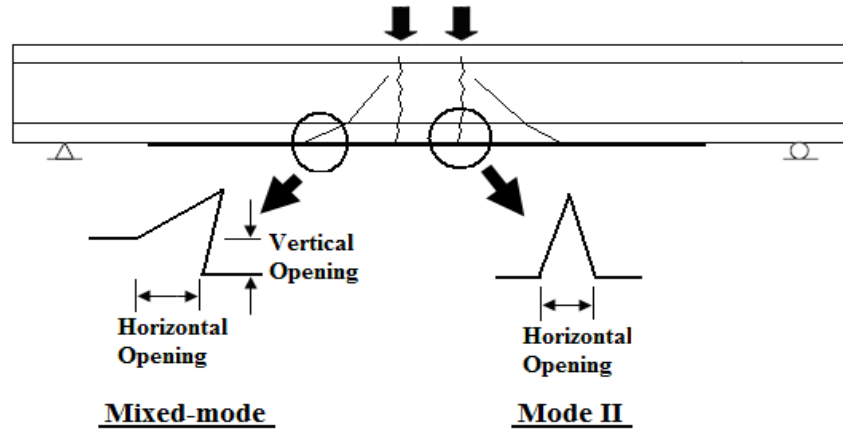 Vertical
Opening
Horizontal
Opening
Horizontal
Opening
Mixed-mode
Mode II